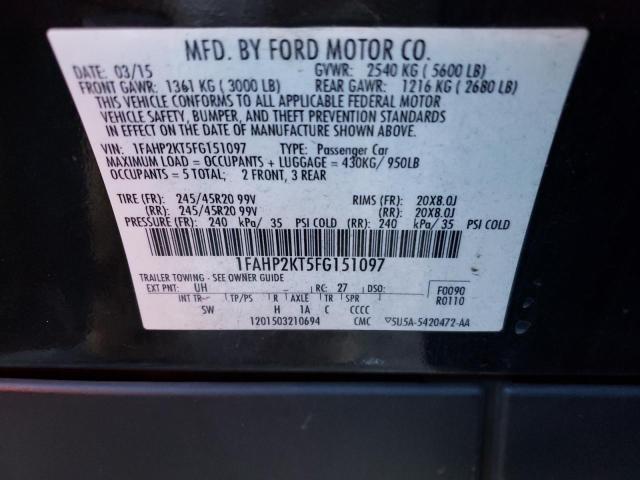 MFD. BY FORD MOTOR CO.
DATE: 03/15 GVWR: 2540 KG ( 5600 LB)
FRONT GAWR: 1361 KG ( 3000 LB) REAR GAWR: 1216 KG ( 2680 LB)
THIS VEHICLE CONFORMS TO ALL APPLICABLE FEDERAL MOTOR
VEHICLE SAFETY, BUMPER, AND THEFT PREVENTION STANDARDS
IN EFFECT ON THE DATE OF MANUFACTURE SHOWN ABOVE.
VIN: 1FAHP2KT5FG151097 TYPE: Passenger Car
MAXIMUM LOAD = OCCUPANTS + LUGGAGE = 430KG/ 950LB
OCCUPANTS = 5 TOTAL; 2 FRONT, 3 REAR
TIRE (FR): 245/45R20 99V RIMS (FR): 20X8.0J
(RR): 245/45R20 99V (RR): 20X8.0J
PRESSURE (FR): 240 kPa/ 35 PSI COLD (RR): 240 kPa/ 35 PSI COLD
1FAHP2KT5FG151097
TRAILER TOWING - SEE OWNER GUIDE
EXT PNT: UH RC: 27 DSO: F0090
INT TR TP/PS R AXLE TR SPR R0110
SW H 1A C CCCC
1201503210694 CMC 5U5A-5420472-AA